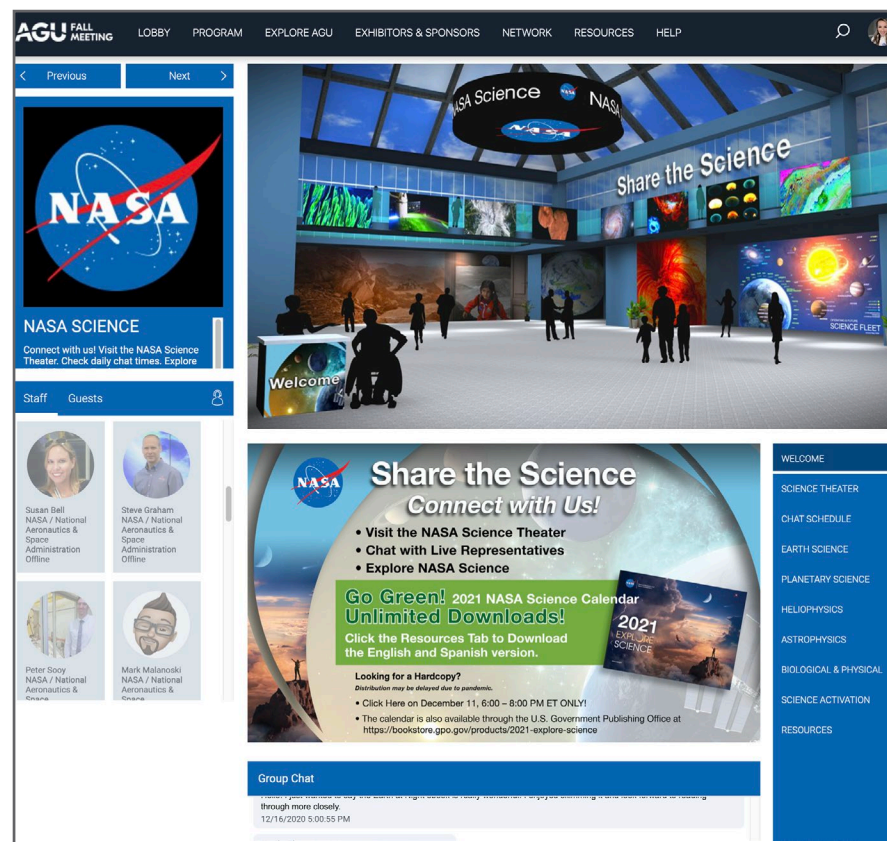 AGU FALL MEETING
LOBBY
PROGRAM
EXPLORE AGU
EXHIBITORS & SPONSORS
NETWORK
RESOURCES
HELP
Previous
Next
NASA
NASA SCIENCE
Connect with us! Visit the NASA Science
Theater. Check daily chat times. Explore
Staff
Guests
Susan Bell
NASA / National
Aeronautics &
Space
Administration
Offline
Steve Graham
NASA / National
Aeronautics &
Space
Administration
Offline
Peter Sooy
NASA / National
Aeronautics &
Space
Mark Malanoski
NASA / National
Aeronautics &
Space
NASA Science
NASA
Share the Science
SCIENCE FLEET
Welcome
NASA
Share the Science
Connect with Us!
• Visit the NASA Science Theater
• Chat with Live Representatives
• Explore NASA Science
Go Green! 2021 NASA Science Calendar
Unlimited Downloads!
Click the Resources Tab to Download
the English and Spanish version.
2021
EXPLORE
SCIENCE
Looking for a Hardcopy?
Distribution may be delayed due to pandemic.
• Click Here on December 11, 6:00 – 8:00 PM ET ONLY!
• The calendar is also available through the U.S. Government Publishing Office at
https://bookstore.gpo.gov/products/2021-explore-science
WELCOME
SCIENCE THEATER
CHAT SCHEDULE
EARTH SCIENCE
PLANETARY SCIENCE
HELIOPHYSICS
ASTROPHYSICS
BIOLOGICAL & PHYSICAL
SCIENCE ACTIVATION
RESOURCES
Group Chat
through more closely.
12/16/2020 5:00:55 PM